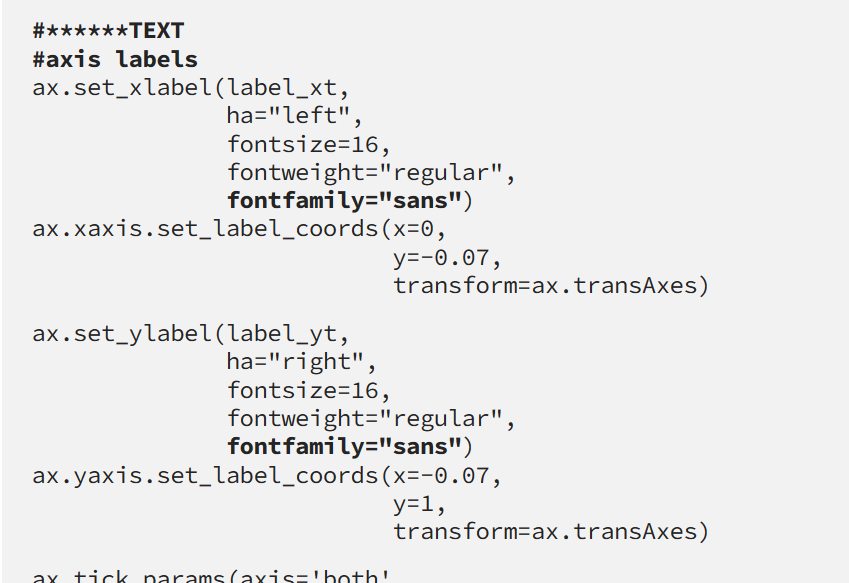 #******TEXT
#axis labels
ax.set_xlabel(label_xt,
ha="left",
fontsize=16,
fontweight="regular",
fontfamily="sans")
ax.xaxis.set_label_coords(x=0,
y=-0.07,
transform=ax.transAxes)
ax.set_ylabel(label_yt,
ha="right",
fontsize=16,
fontweight="regular",
fontfamily="sans")
ax.yaxis.set_label_coords(x=-0.07,
y=1,
transform=ax.transAxes)
ax.tick_params(axis='both'